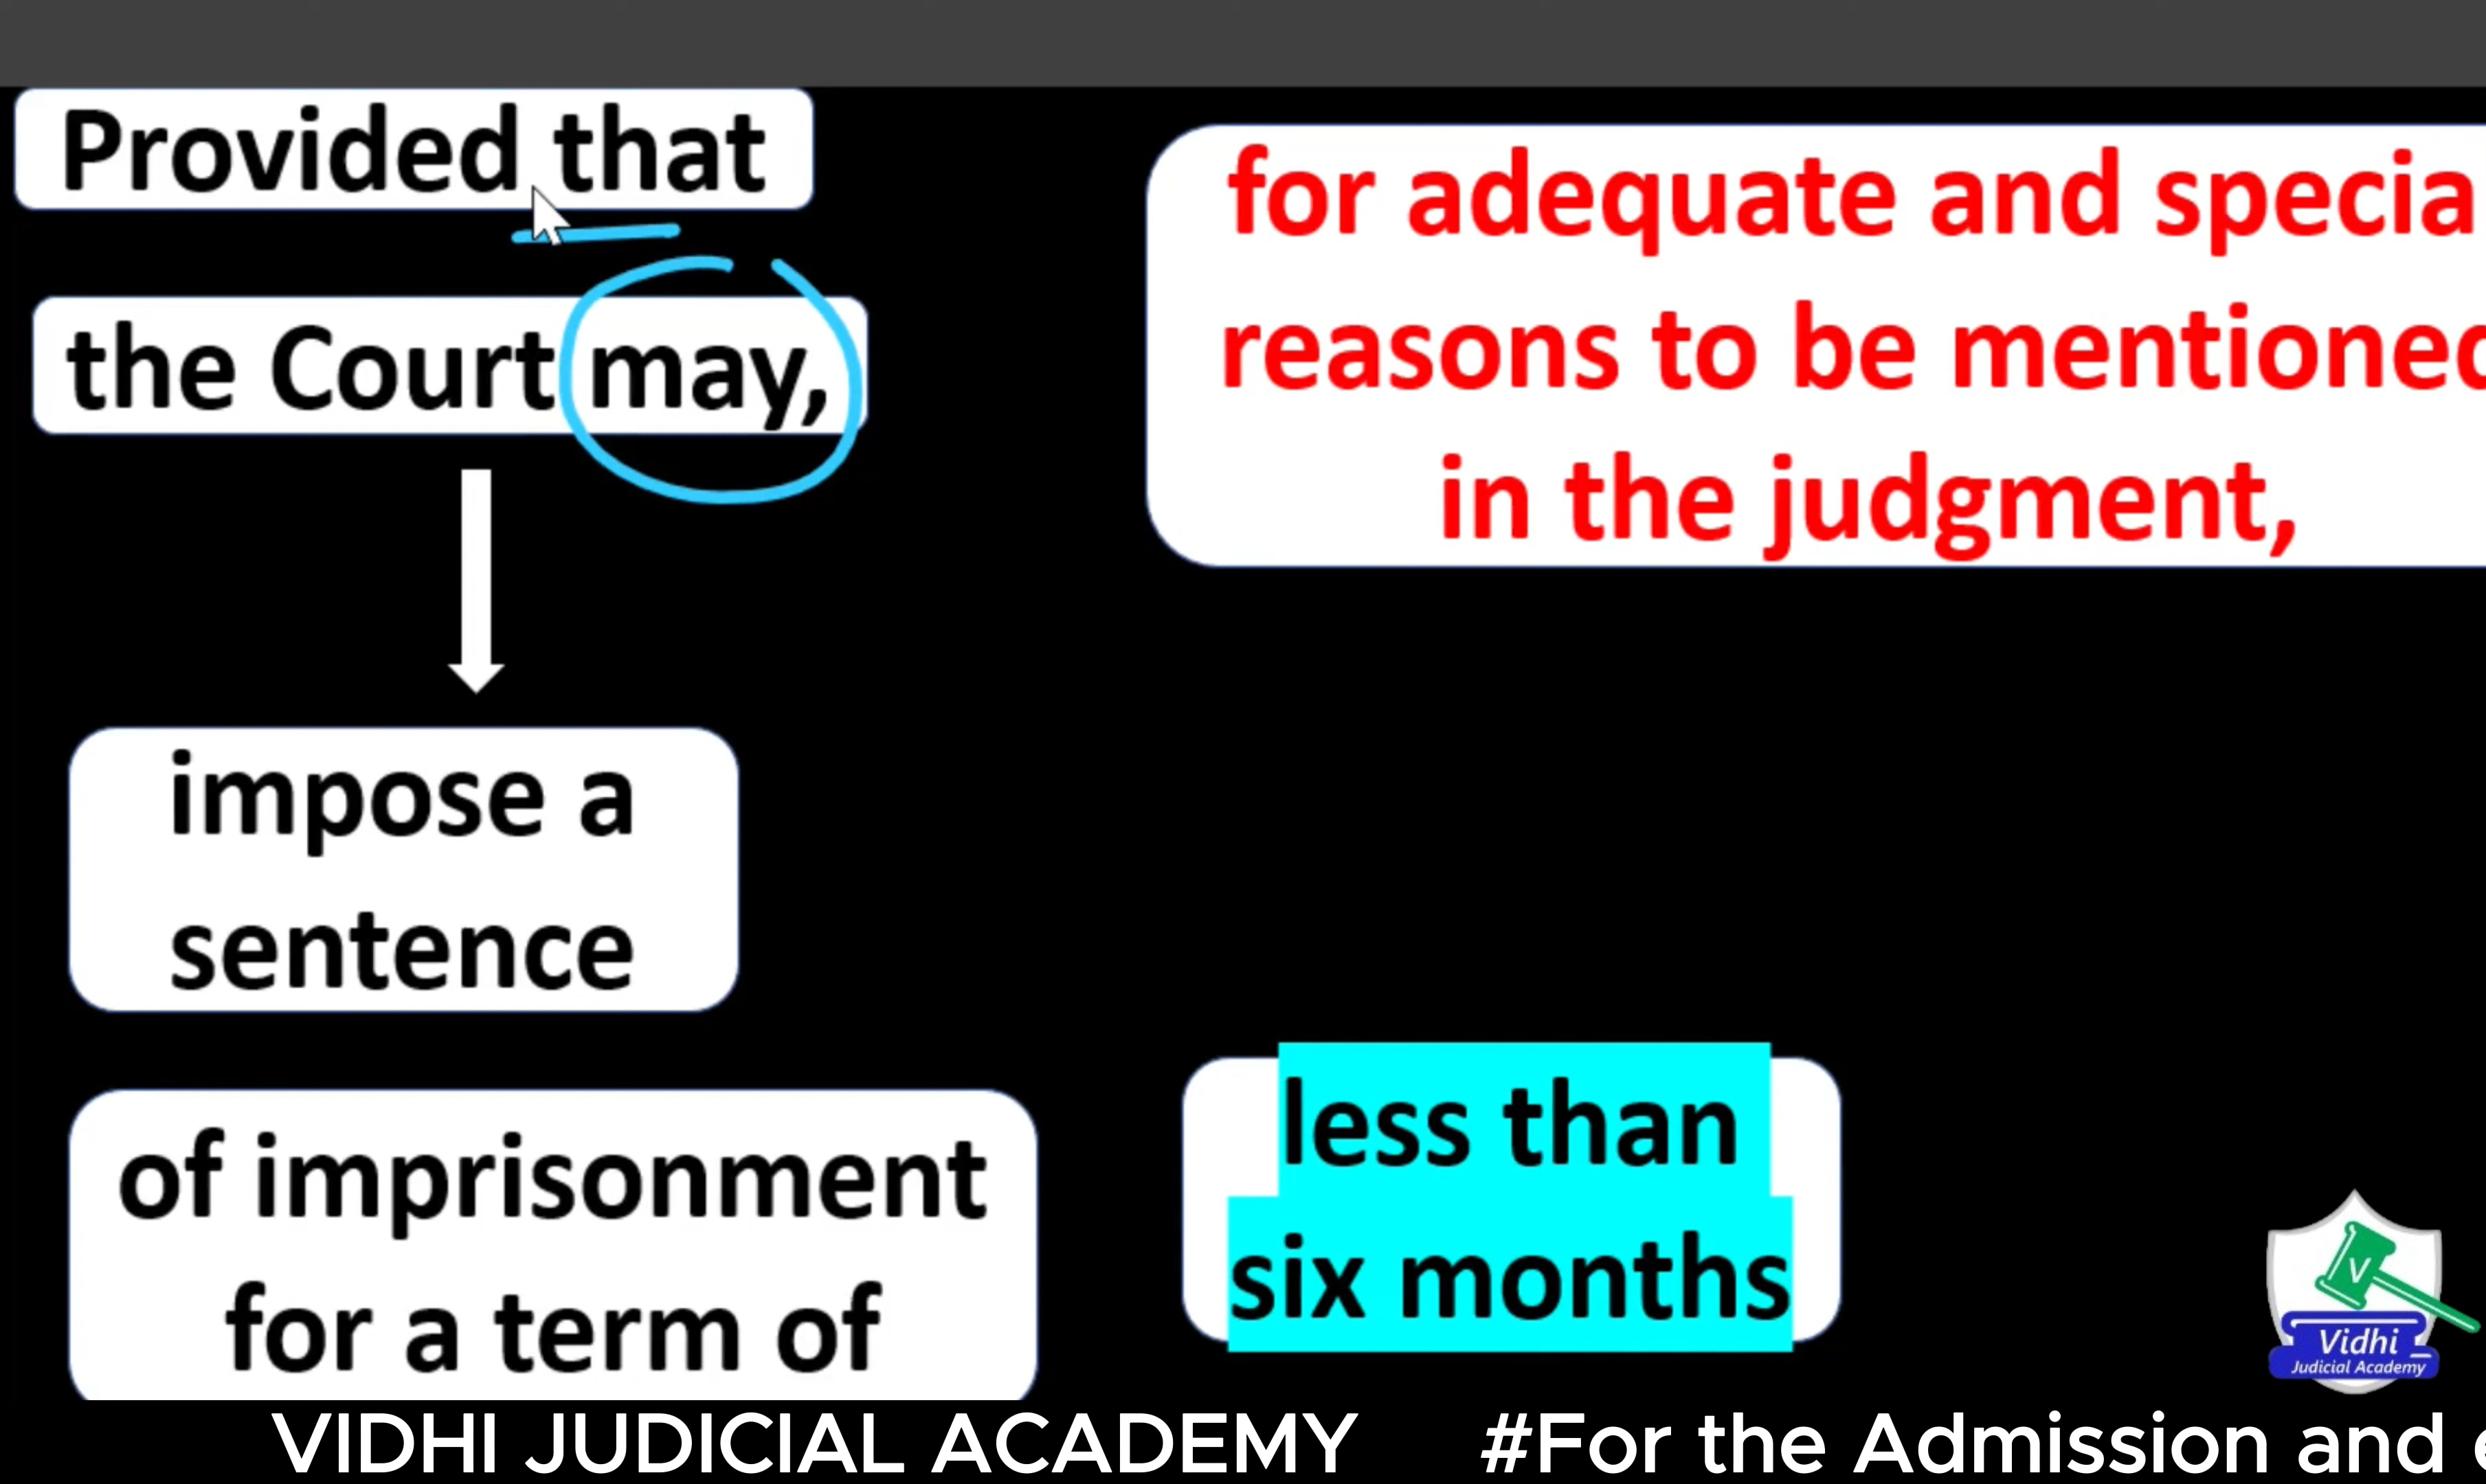 Provided that
the Court may,
for adequate and specia
reasons to be mentioned
in the judgment,
impose a
sentence
of imprisonment
for a term of
less than
six months
V
Vidhi
Judicial Academy
VIDHI JUDICIAL ACADEMY #For the Admission and